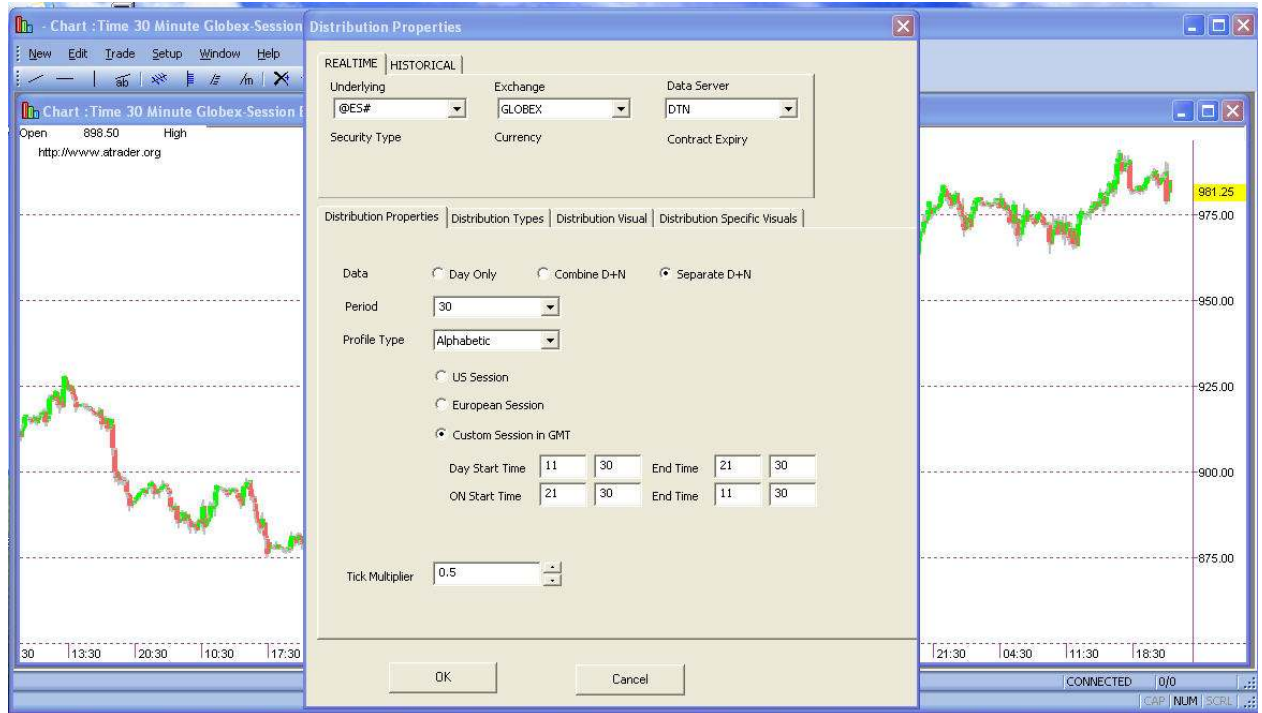 - Chart :Time 30 Minute Globex-Session
Distribution Properties
New Edit Trade Setup Window Help
REALTIME HISTORICAL
Underlying Exchange Data Server
@ES# GLOBEX DTN
Security Type Currency Contract Expiry
Chart :Time 30 Minute Globex-Session
Open 898.50 High
http://www.atrader.org
981.25
975.00
950.00
925.00
900.00
875.00
Distribution Properties Distribution Types Distribution Visual Distribution Specific Visuals
Data Day Only Combine D+N Separate D+N
Period 30
Profile Type Alphabetic
US Session
European Session
Custom Session in GMT
Day Start Time 11 30 End Time 21 30
ON Start Time 21 30 End Time 11 30
Tick Multiplier 0.5
30 13:30 20:30 10:30 17:30 21:30 04:30 11:30 18:30
OK Cancel
CONNECTED 0/0
CAP NUM SCRL